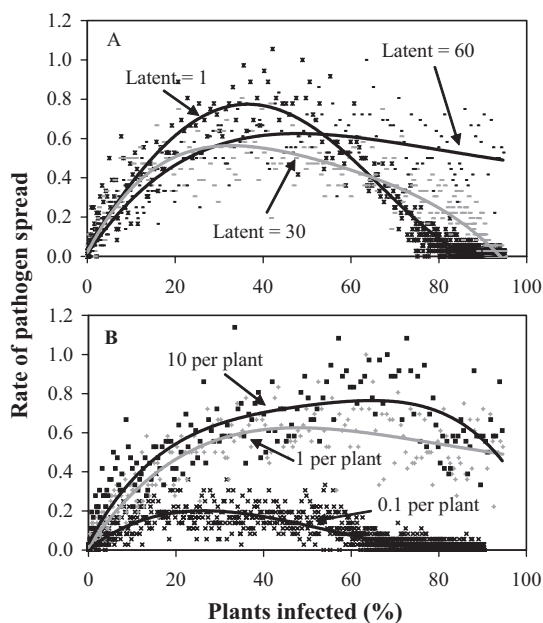 Rate of pathogen spread
1.2
1.0
0.8
0.6
0.4
0.2
0.0
A
Latent = 1
Latent = 60
Latent = 30
0 20 40 60 80 100
1.2
1.0
0.8
0.6
0.4
0.2
0.0
B
10 per plant
1 per plant
0.1 per plant
0 20 40 60 80 100
Plants infected (%)